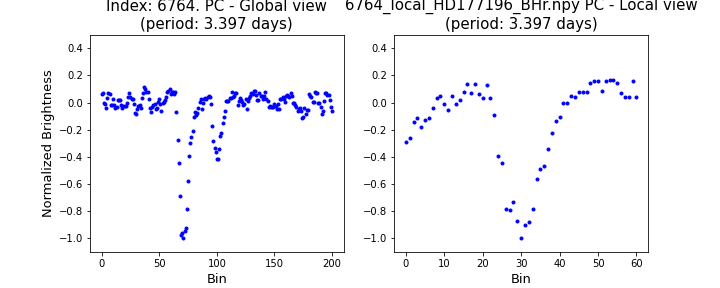 Index: 6764. PC - Global view
(period: 3.397 days)
6764_local_HD177196_BHr.npy PC - Local view
(period: 3.397 days)
Normalized Brightness
0.4
0.2
0.0
−0.2
−0.4
−0.6
−0.8
−1.0
0 50 100 150 200
Bin
0.4
0.2
0.0
−0.2
−0.4
−0.6
−0.8
−1.0
0 20 40 60
Bin